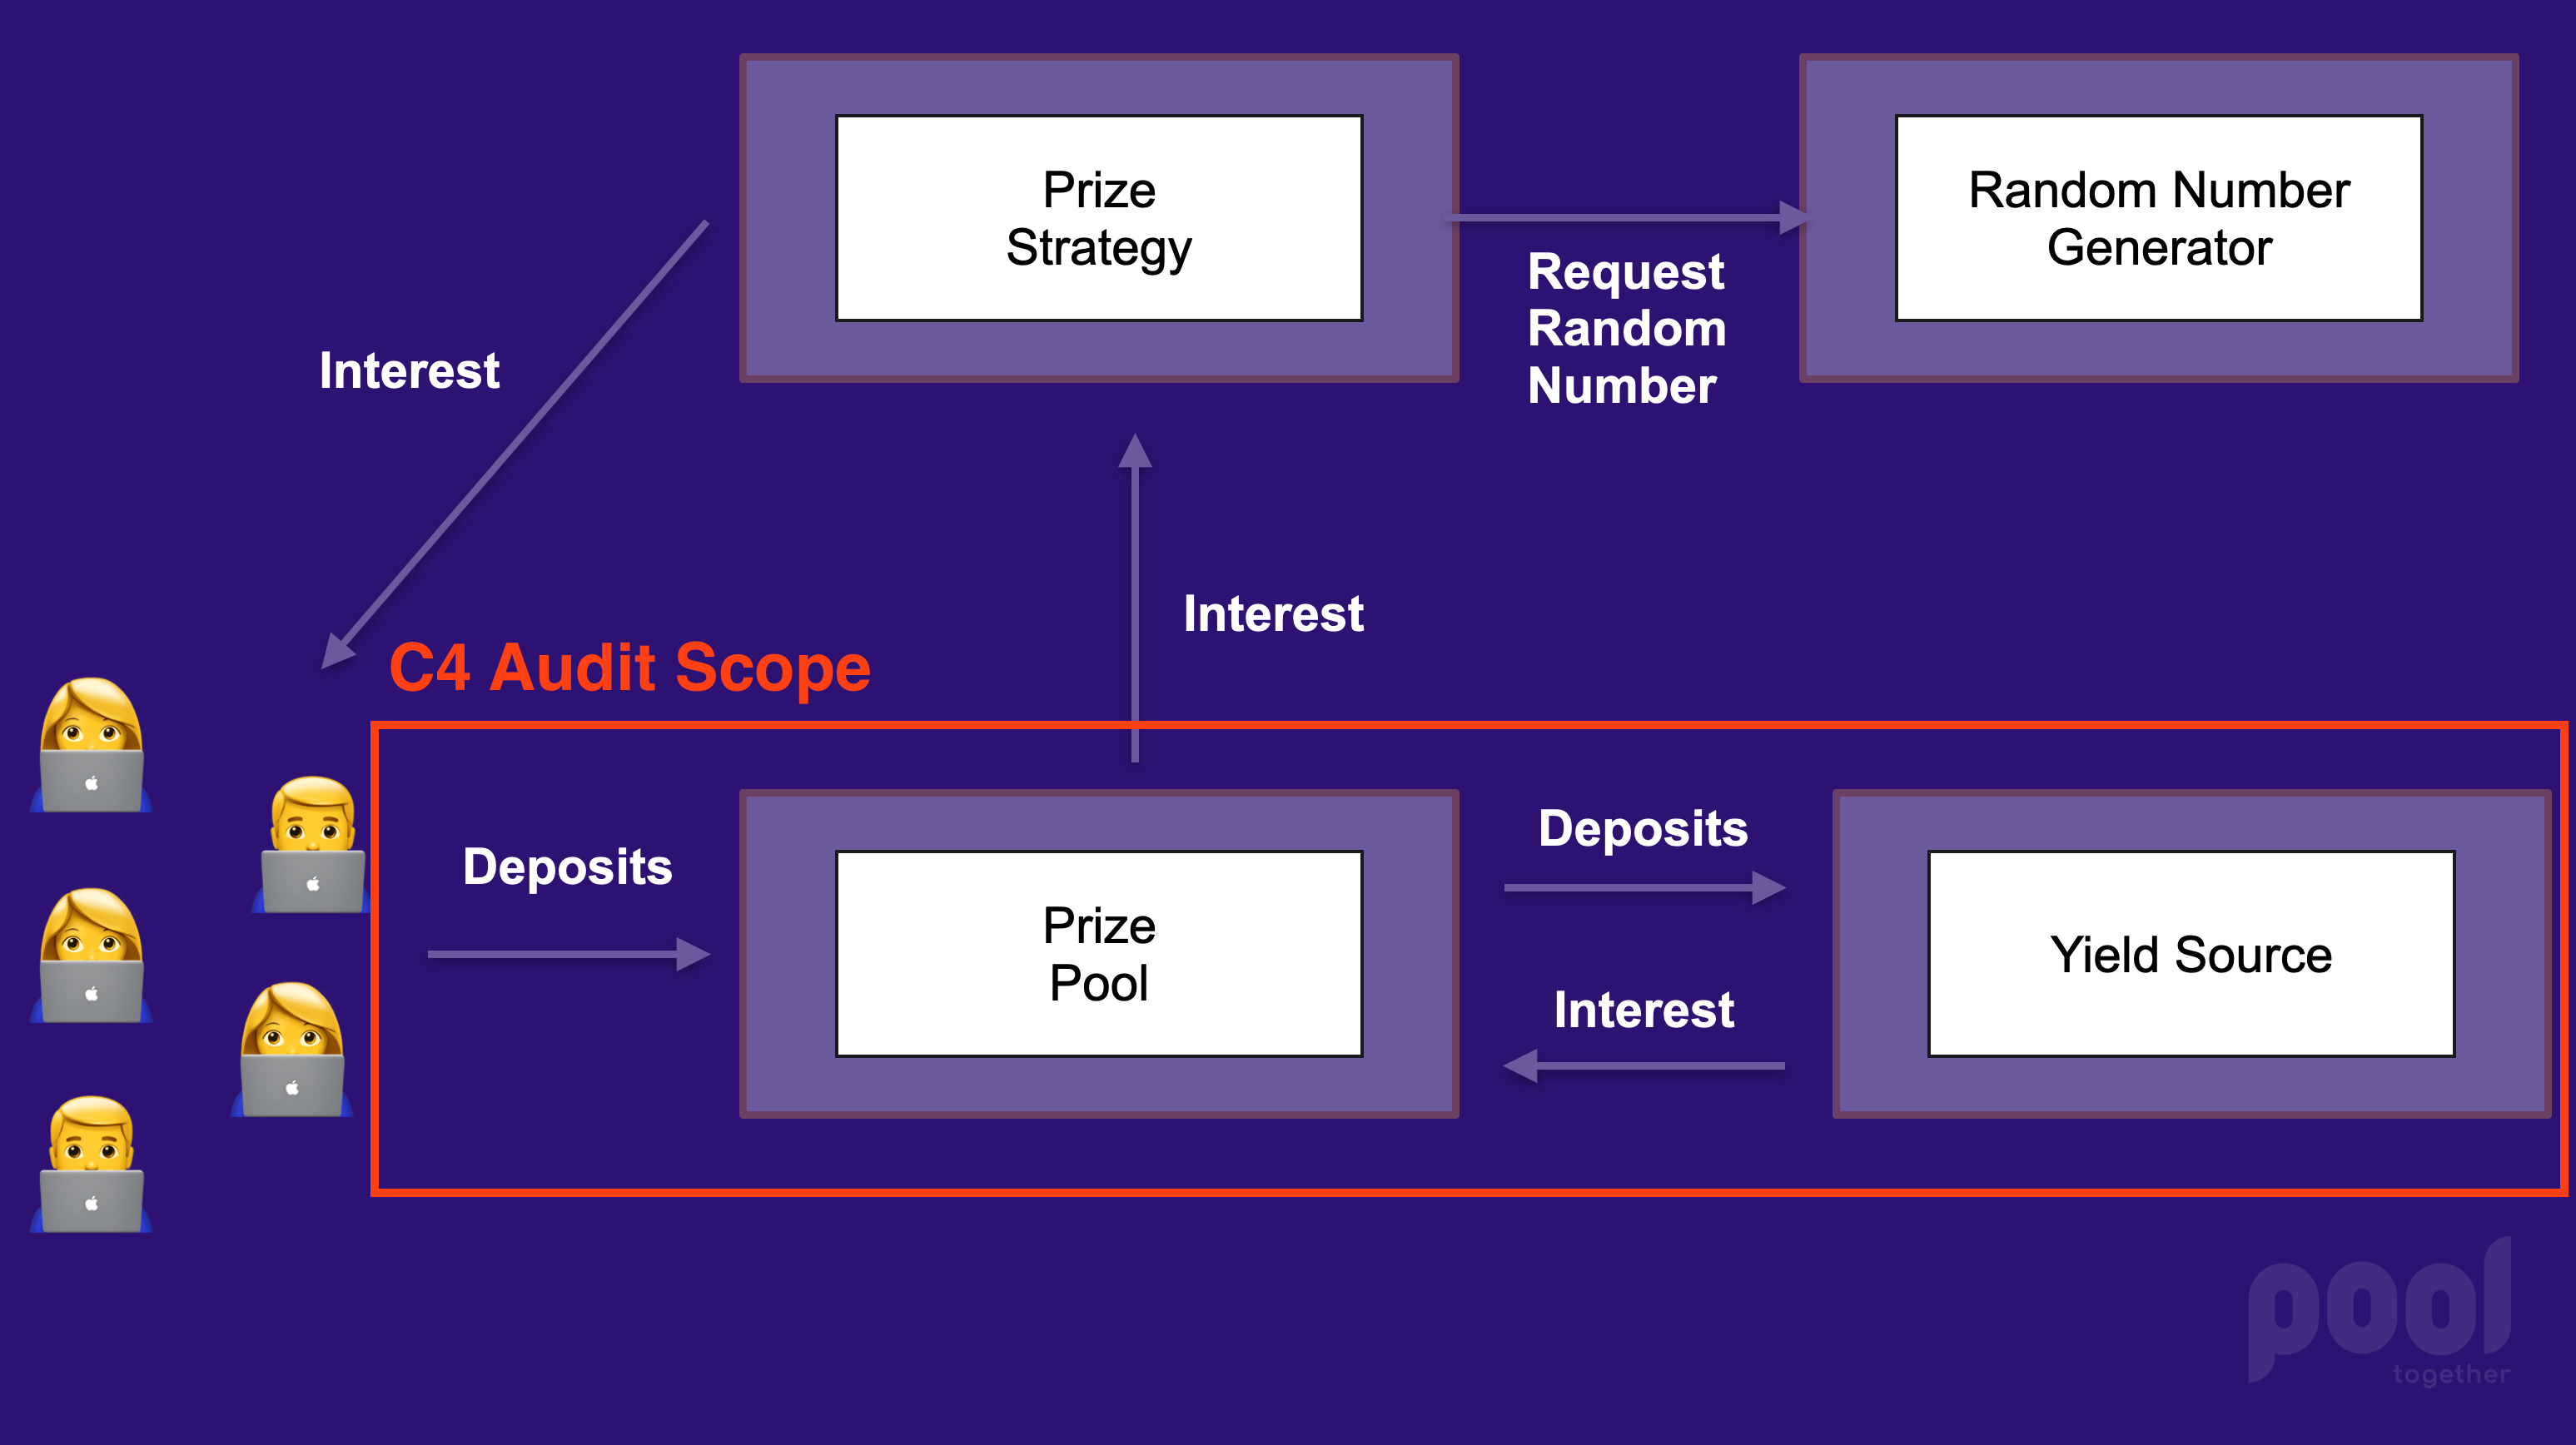 Prize
Strategy
Random Number
Generator
Request
Random
Number
Interest
Interest
C4 Audit Scope
Deposits
Prize
Pool
Deposits
Interest
Yield Source
pool
together